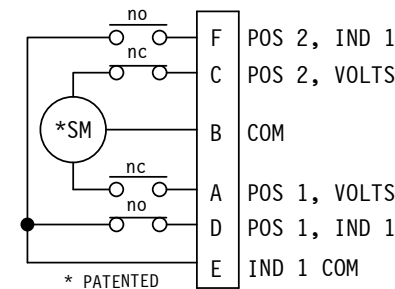 no
F POS 2, IND 1
nc
C POS 2, VOLTS
*SM
B COM
nc
A POS 1, VOLTS
no
D POS 1, IND 1
E IND 1 COM
* PATENTED